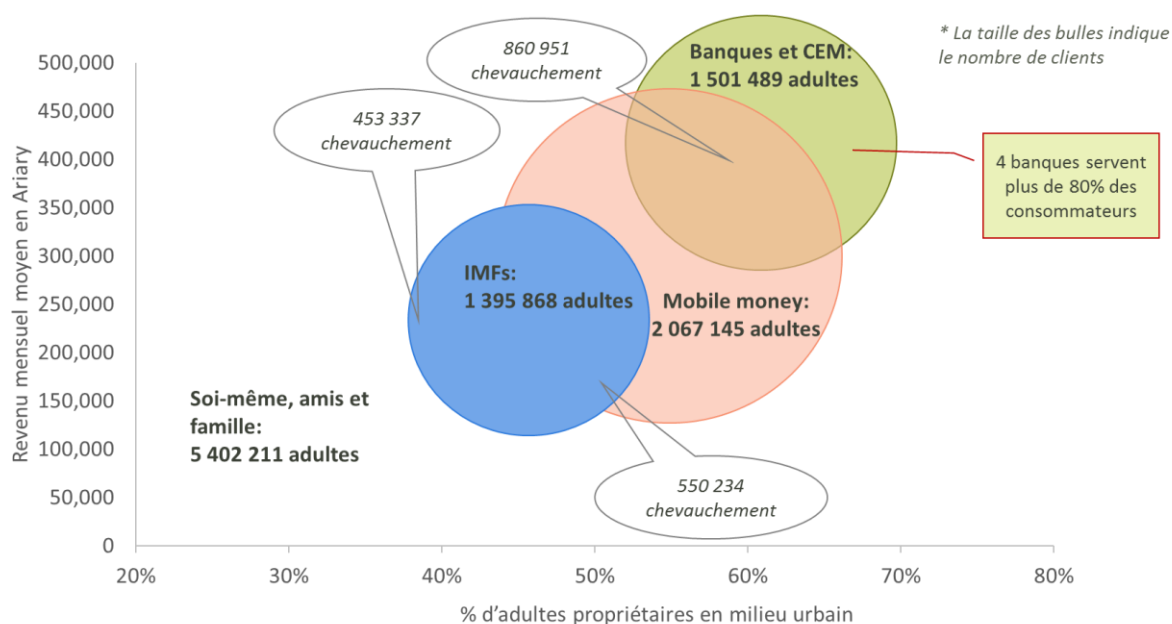 860 951
chevauchement
Banques et CEM:
1 501 489 adultes
* La taille des bulles indique
le nombre de clients
453 337
chevauchement
4 banques servent
plus de 80% des
consommateurs
IMFs:
1 395 868 adultes
Mobile money:
2 067 145 adultes
Soi-même, amis et
famille:
5 402 211 adultes
550 234
chevauchement
Revenu mensuel moyen en Ariary
500,000
450,000
400,000
350,000
300,000
250,000
200,000
150,000
100,000
50,000
0
20%
30%
40%
50%
60%
70%
80%
% d’adultes propriétaires en milieu urbain